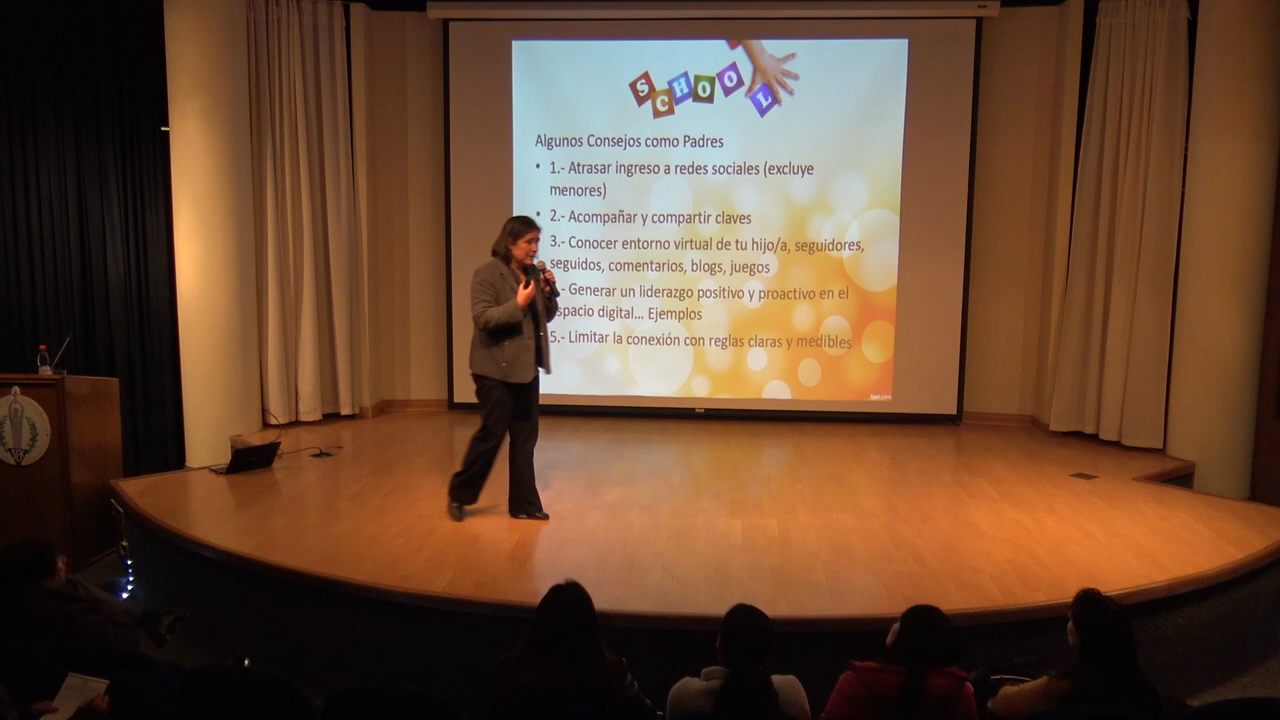 SCHOOL
Algunos Consejos como Padres
• 1.- Atrasar ingreso a redes sociales (excluye
menores)
• 2.- Acompañar y compartir claves
3.- Conocer entorno virtual de tu hijo/a, seguidores,
seguidos, comentarios, blogs, juegos
.- Generar un liderazgo positivo y proactivo en el
spacio digital... Ejemplos
5.- Limitar la conexión con reglas claras y medibles